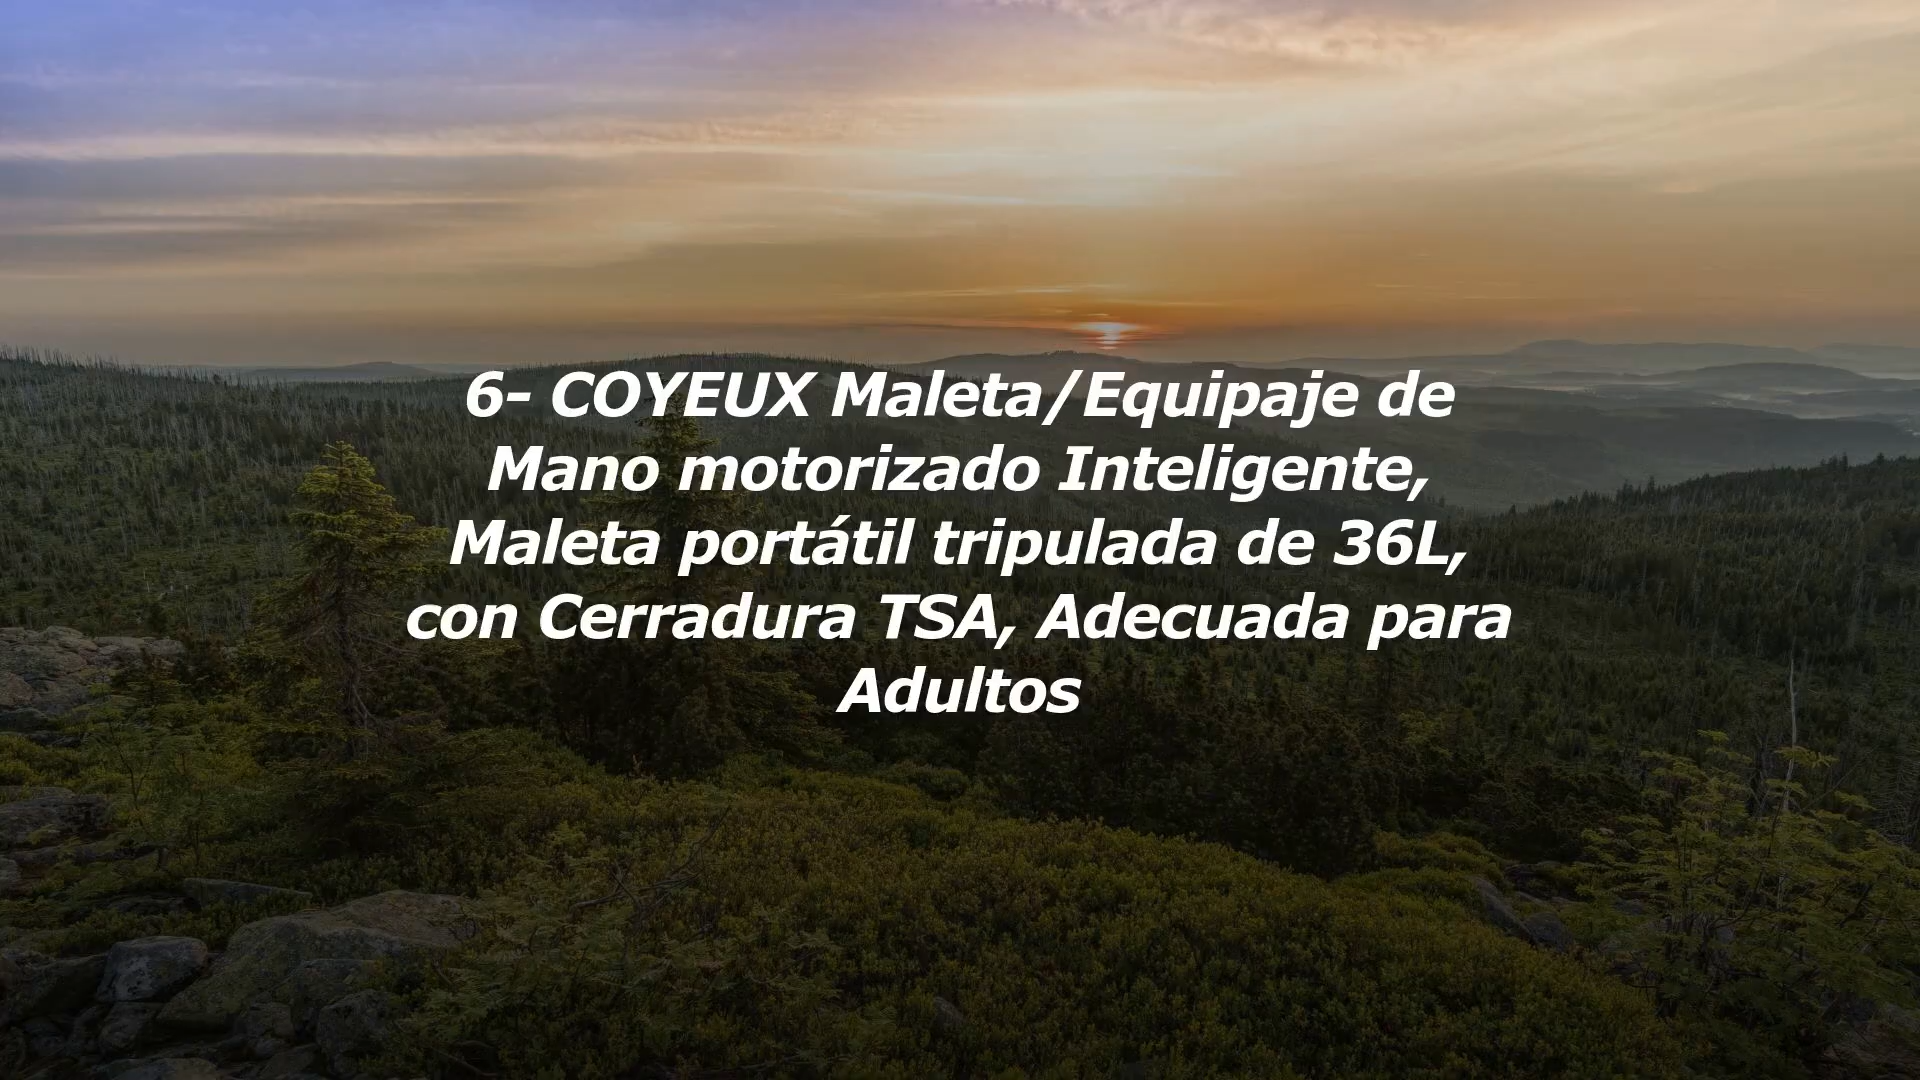 6- COYEUX Maleta/Equipaje de
Mano motorizado Inteligente,
Maleta portátil tripulada de 36L,
con Cerradura TSA, Adecuada para
Adultos